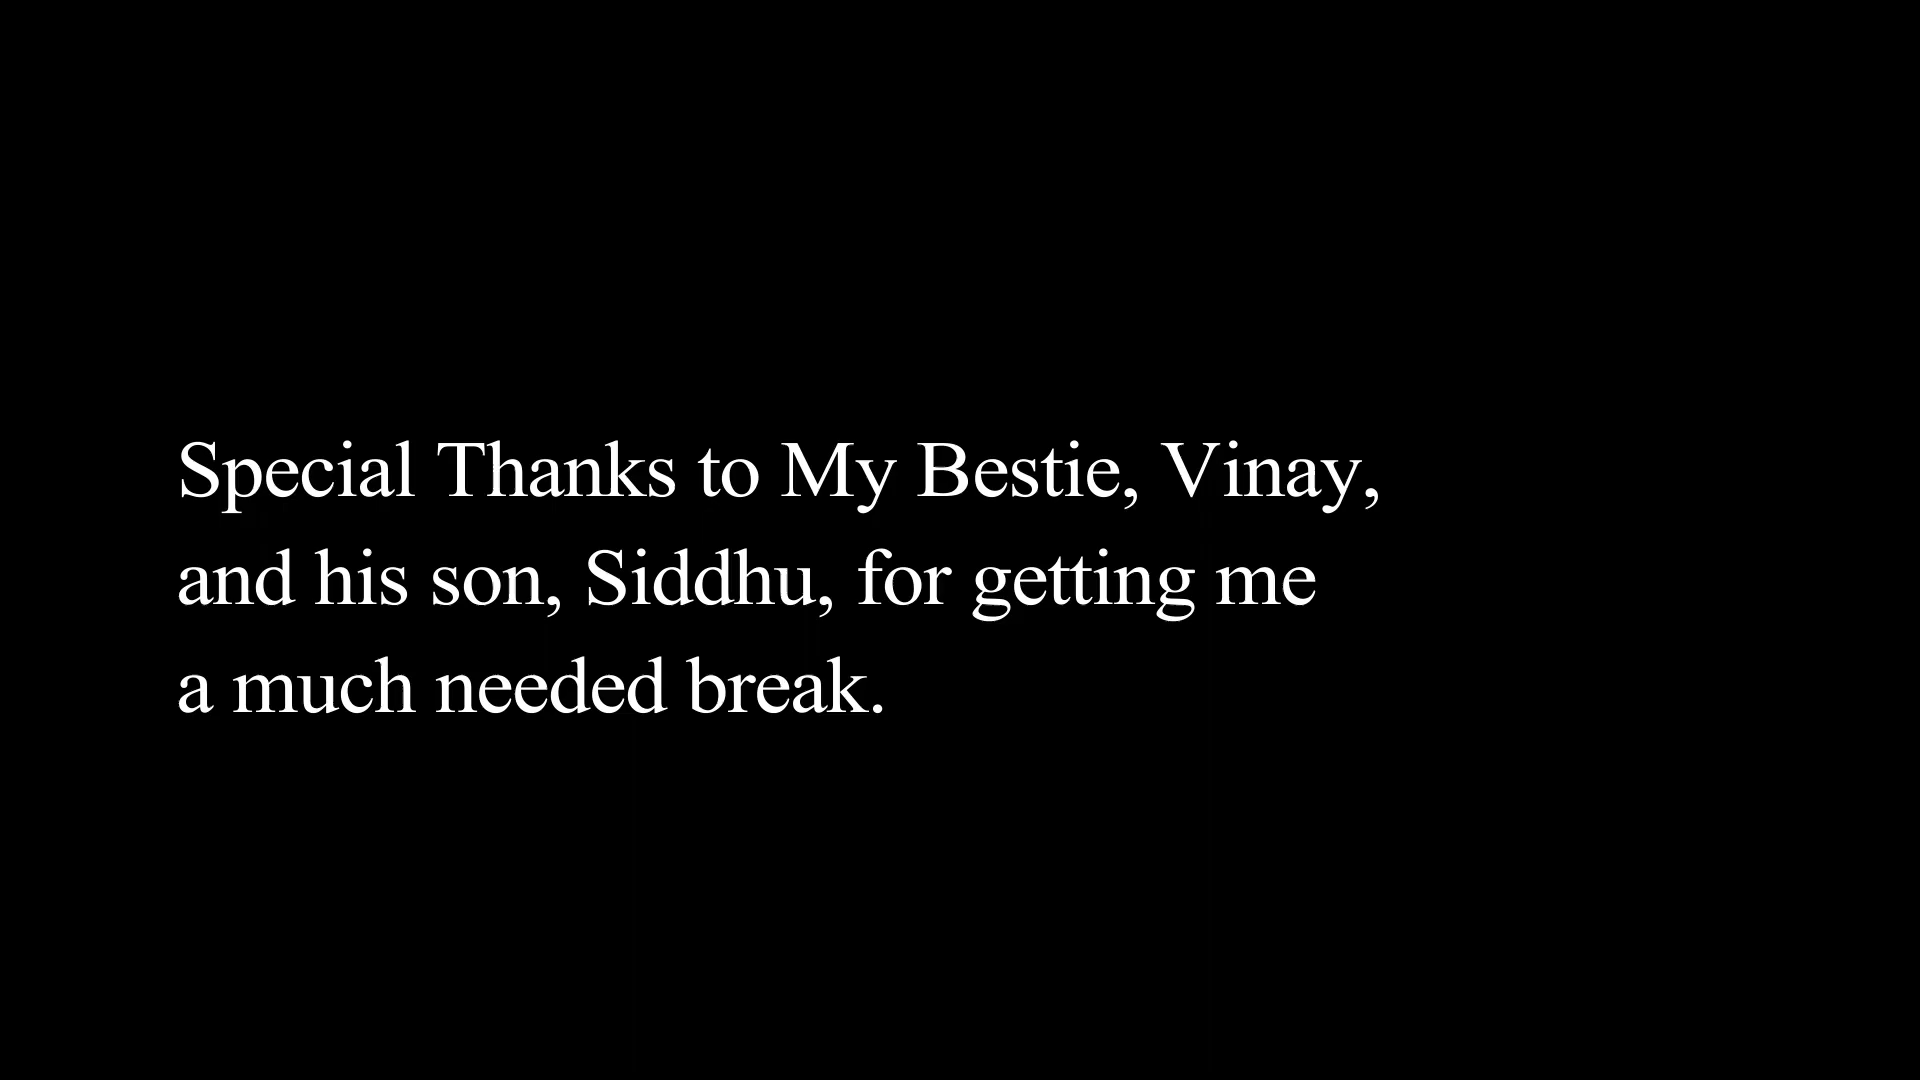 Special Thanks to My Bestie, Vinay,
and his son, Siddhu, for getting me
a much needed break.